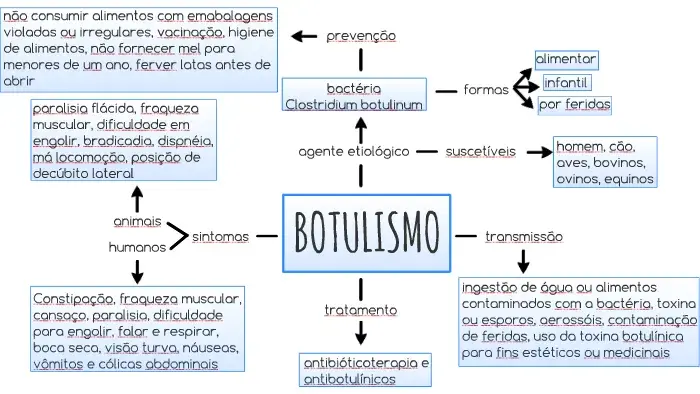 não consumir alimentos com emabalagens
violadas ou irregulares, vacinação, higiene
de alimentos, não fornecer mel para
menores de um ano, ferver latas antes de
abrir
prevenção
bactéria
Clostridium botulinum
formas
alimentar
infantil
por feridas
paralisia flácida, fraqueza
muscular, dificuldade em
engolir, bradicadia, dispnéia,
má locomoção, posição de
decúbito lateral
agente etiológico
suscetíveis
homem, cão,
aves, bovinos,
ovinos, equinos
animais
humanos
sintomas
BOTULISMO
transmissão
Constipação, fraqueza muscular,
cansaço, paralisia, dificuldade
para engolir, falar e respirar,
boca seca, visão turva, náuseas,
vômitos e cólicas abdominais
tratamento
antibióticoterapia e
antibotulínicos
ingestão de água ou alimentos
contaminados com a bactéria, toxina
ou esporos, aerossóis, contaminação
de feridas, uso da toxina botulínica
para fins estéticos ou medicinais